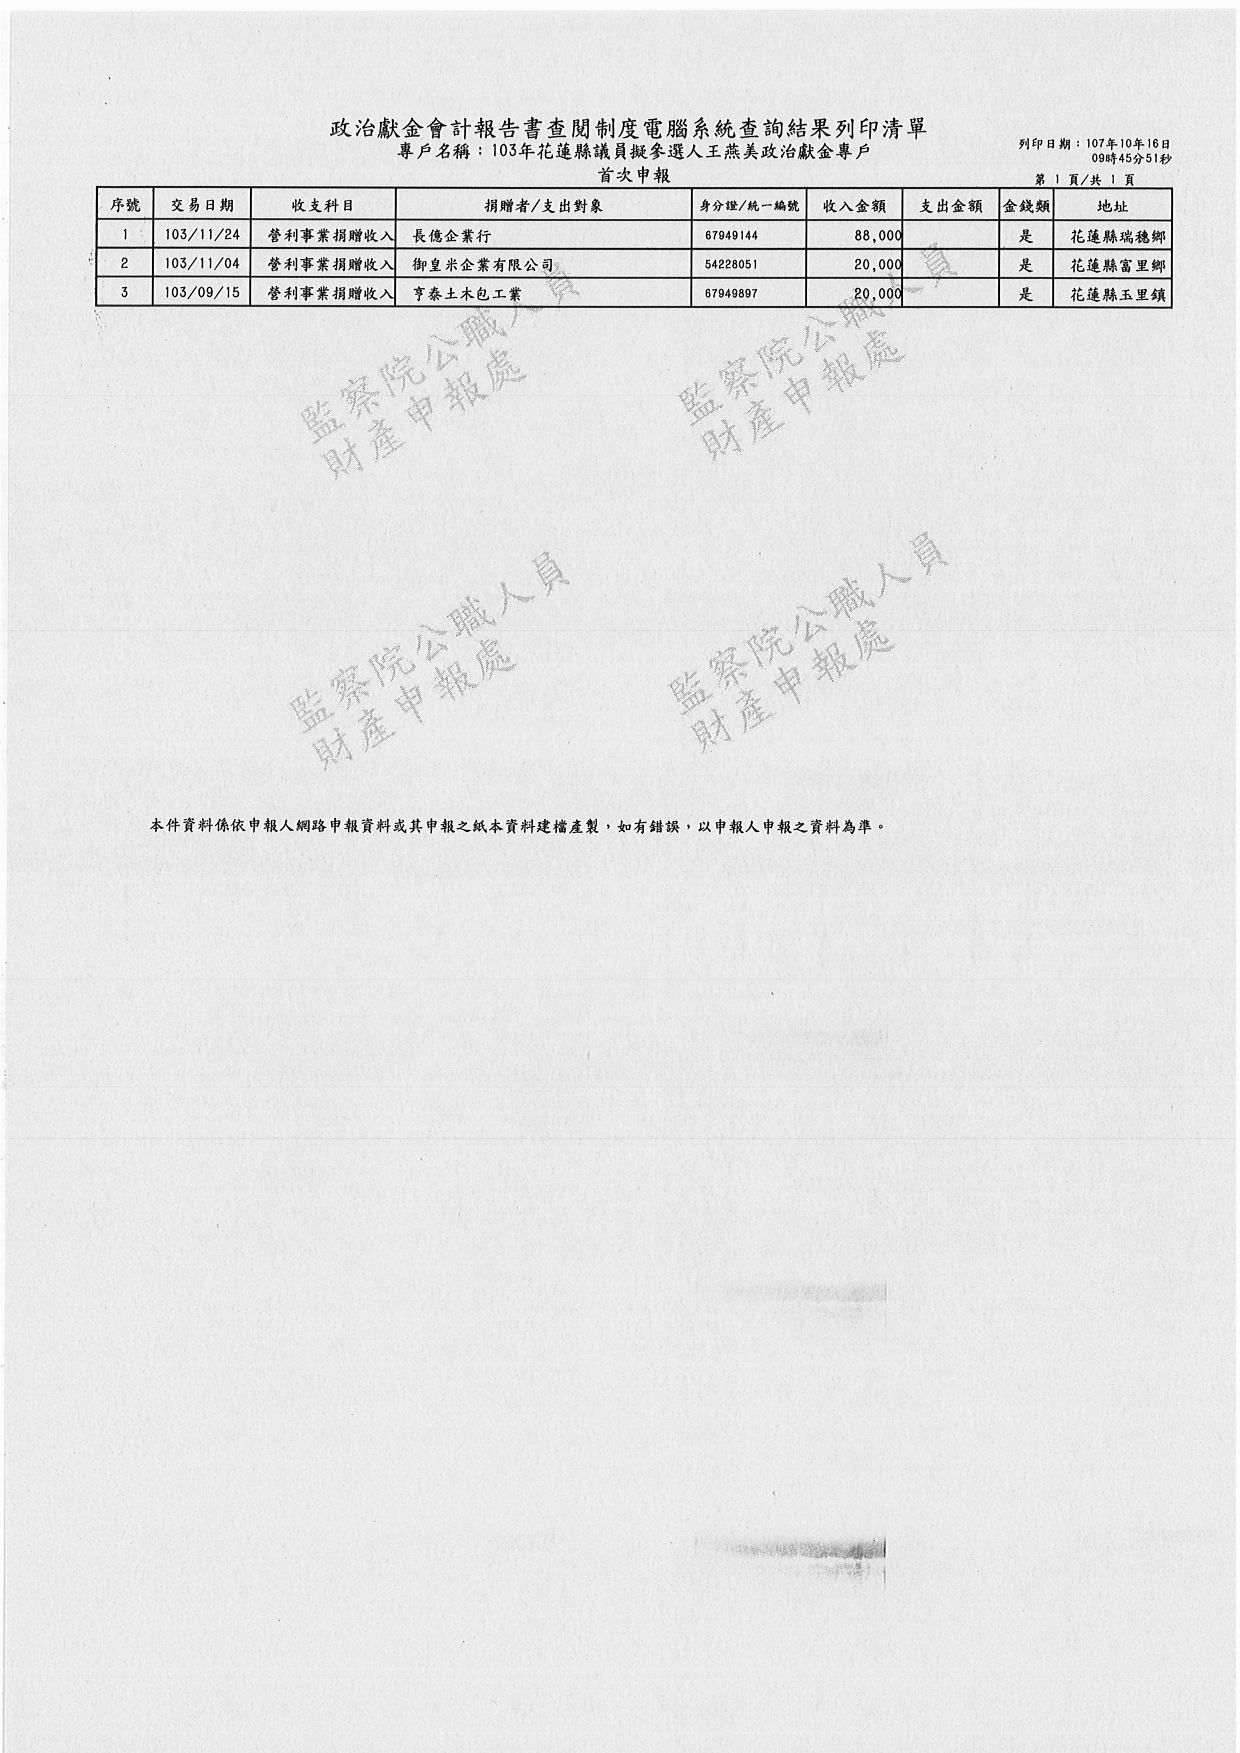 政治獻金會計報告書查閱制度電腦系統查詢結果列印清單
專戶名稱：103年花蓮縣議員擬參選人王燕美政治獻金專戶
首次申報
列印日期：107年10月16日
09時45分51秒
第 1 頁/共 1 頁
序號 交易日期 收支科目 捐贈者/支出對象 身分證/統一編號 收入金額 支出金額 金錢類 地址
1 103/11/24 營利事業捐贈收入 長億企業行 67949144 88,000 是 花蓮縣瑞穗鄉
2 103/11/04 營利事業捐贈收入 御皇米企業有限公司 54228051 20,000 是 花蓮縣富里鄉
3 103/09/15 營利事業捐贈收入 亨泰土木包工業 67949897 20,000 是 花蓮縣玉里鎮
監察院公職人員
財產申報處
監察院公職人員
財產申報處
監察院公職人員
財產申報處
監察院公職人員
財產申報處
本件資料係依申報人網路申報資料或其申報之紙本資料建檔產製，如有錯誤，以申報人申報之資料為準。